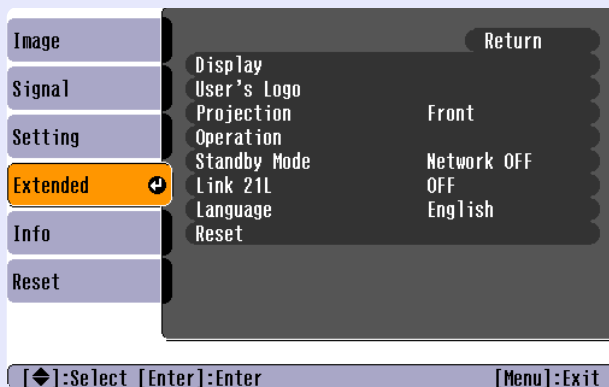 Image
Signal
Setting
Extended
Info
Reset
Return
Display
User's Logo
Projection Front
Operation
Standby Mode Network OFF
Link 21L OFF
Language English
Reset
[◆]:Select [Enter]:Enter [Menu]:Exit